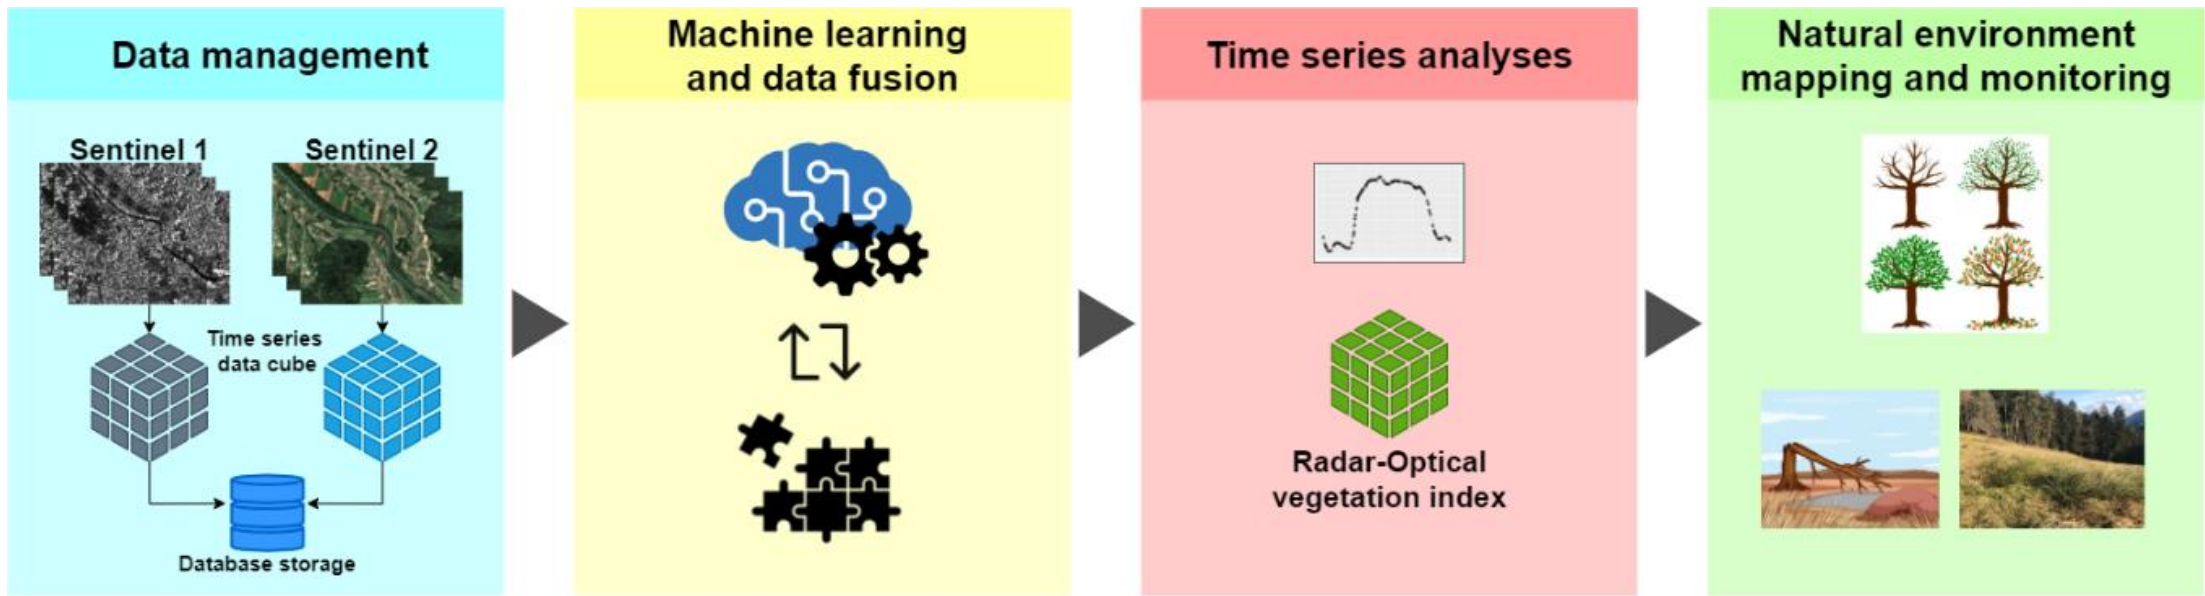 Data management
Sentinel 1
Sentinel 2
Time series
data cube
Database storage
Machine learning
and data fusion
Time series analyses
Radar-Optical
vegetation index
Natural environment
mapping and monitoring